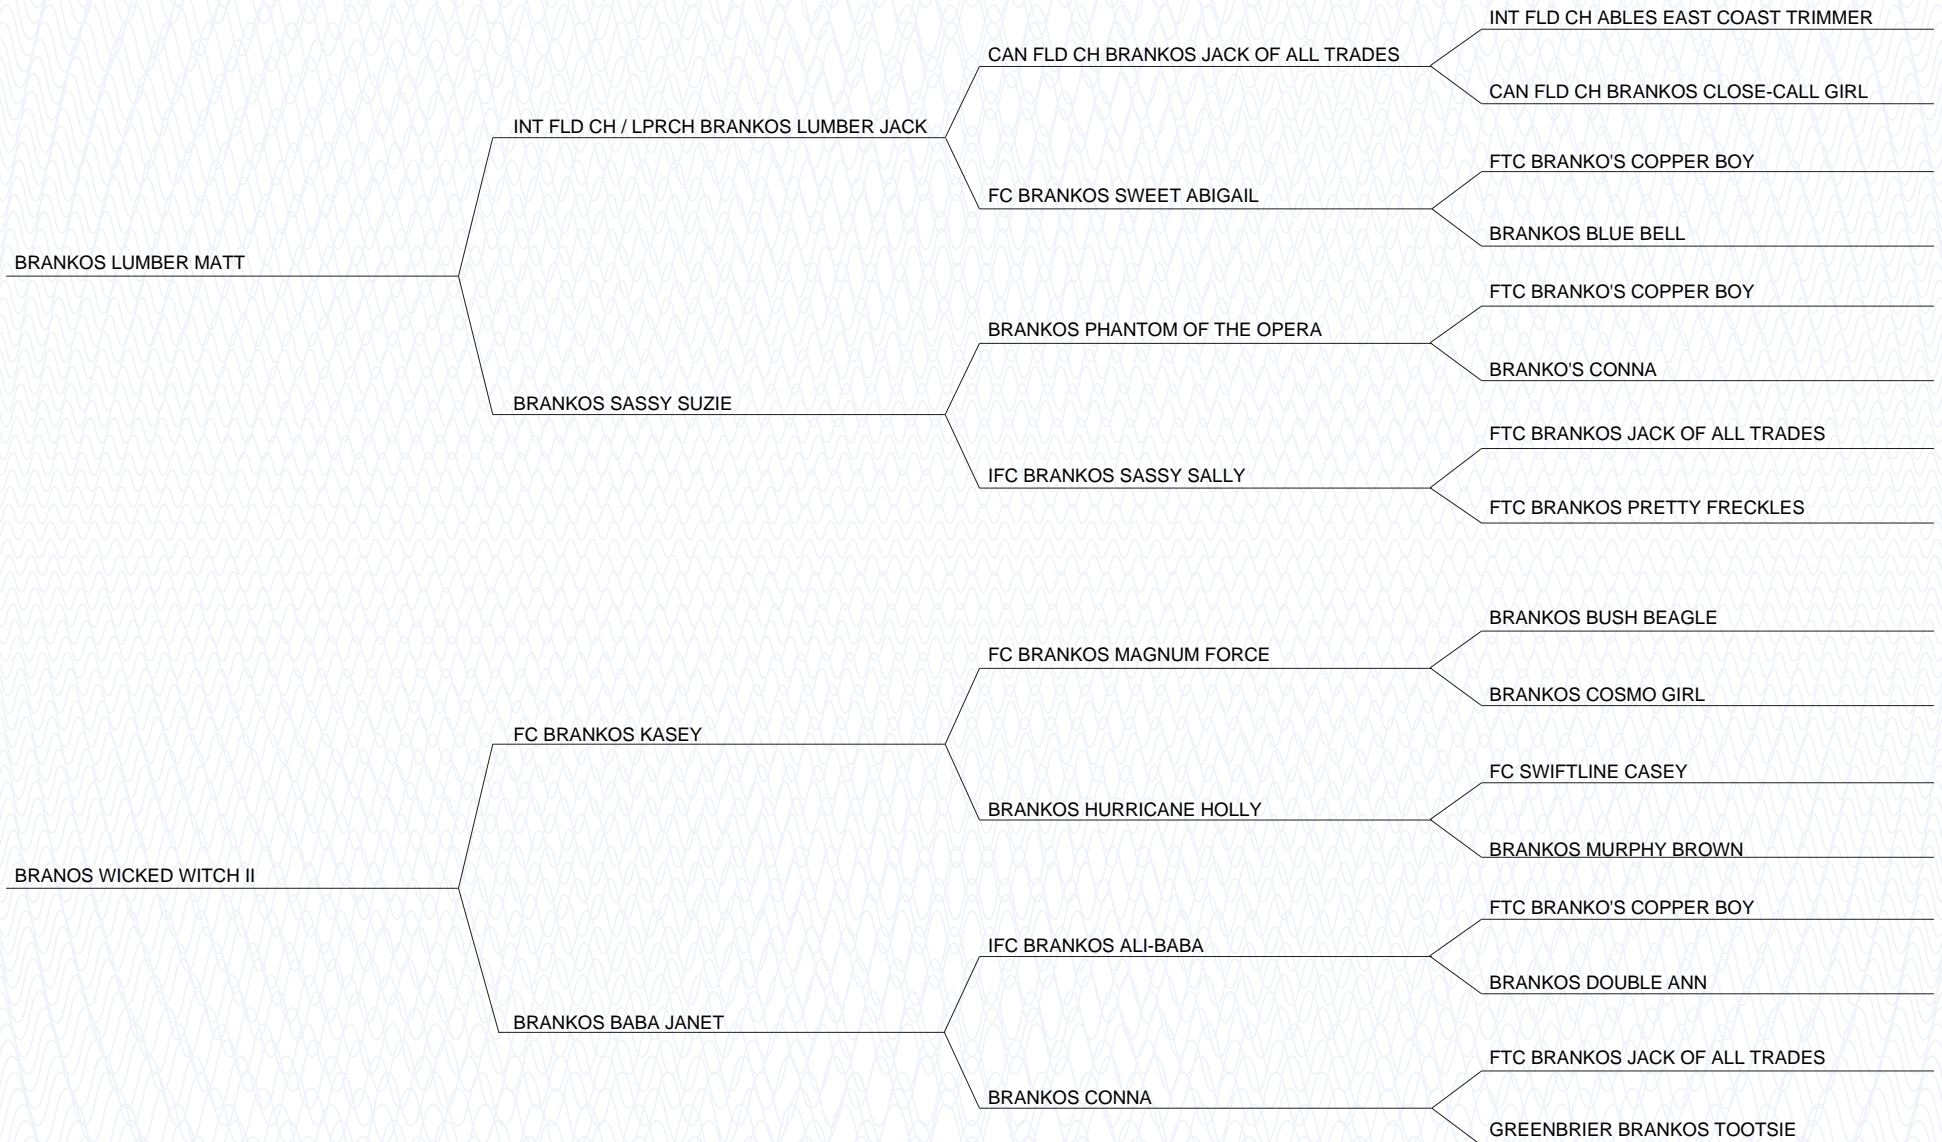 INT FLD CH ABLES EAST COAST TRIMMER
CAN FLD CH BRANKOS JACK OF ALL TRADES
CAN FLD CH BRANKOS CLOSE-CALL GIRL
INT FLD CH / LPRCH BRANKOS LUMBER JACK
FTC BRANKO'S COPPER BOY
FC BRANKOS SWEET ABIGAIL
BRANKOS BLUE BELL
BRANKOS LUMBER MATT
FTC BRANKO'S COPPER BOY
BRANKOS PHANTOM OF THE OPERA
BRANKO'S CONNA
BRANKOS SASSY SUZIE
FTC BRANKOS JACK OF ALL TRADES
IFC BRANKOS SASSY SALLY
FTC BRANKOS PRETTY FRECKLES
BRANKOS BUSH BEAGLE
FC BRANKOS MAGNUM FORCE
BRANKOS COSMO GIRL
FC BRANKOS KASEY
FC SWIFTLINE CASEY
BRANKOS HURRICANE HOLLY
BRANKOS MURPHY BROWN
BRANOS WICKED WITCH II
FTC BRANKO'S COPPER BOY
IFC BRANKOS ALI-BABA
BRANKOS DOUBLE ANN
BRANKOS BABA JANET
FTC BRANKOS JACK OF ALL TRADES
BRANKOS CONNA
GREENBRIER BRANKOS TOOTSIE